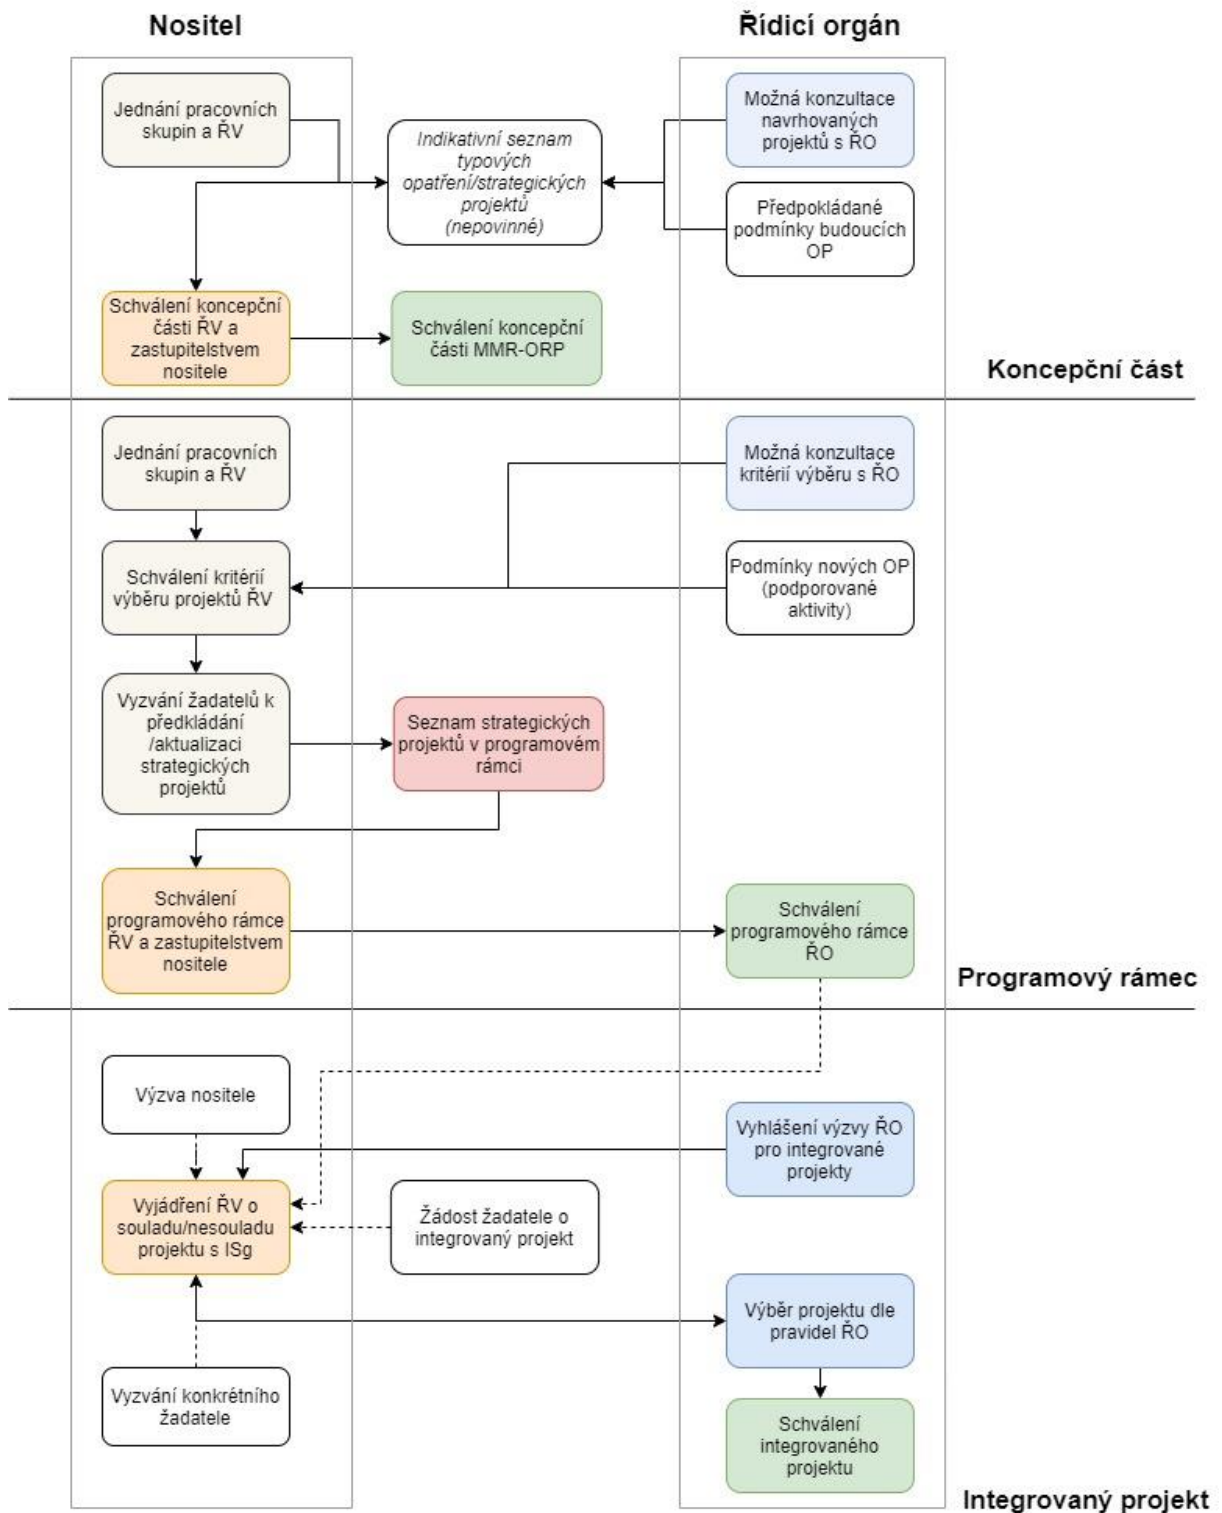 Nositel
Řídicí orgán
Jednání pracovních
skupin a ŘV
Indikativní seznam
typových
opatření/strategických
projektů
(nepovinné)
Možná konzultace
navrhovaných
projektů s ŘO
Předpokládané
podmínky budoucích
OP
Schválení koncepční
části ŘV a
zastupitelstvem
nositele
Schválení koncepční
části MMR-ORP
Koncepční část
Jednání pracovních
skupin a ŘV
Možná konzultace
kritérií výběru s ŘO
Schválení kritérií
výběru projektů ŘV
Podmínky nových OP
(podporované
aktivity)
Vyzvání žadatelů k
předkládání
/aktualizaci
strategických
projektů
Seznam strategických
projektů v programovém
rámci
Schválení
programového rámce
ŘV a zastupitelstvem
nositele
Schválení
programového rámce
ŘO
Programový rámec
Výzva nositele
Vyhlášení výzvy ŘO
pro integrované
projekty
Vyjádření ŘV o
souladu/nesouladu
projektu s ISg
Žádost žadatele o
integrovaný projekt
Výběr projektu dle
pravidel ŘO
Vyzvání konkrétního
žadatele
Schválení
integrovaného
projektu
Integrovaný projekt